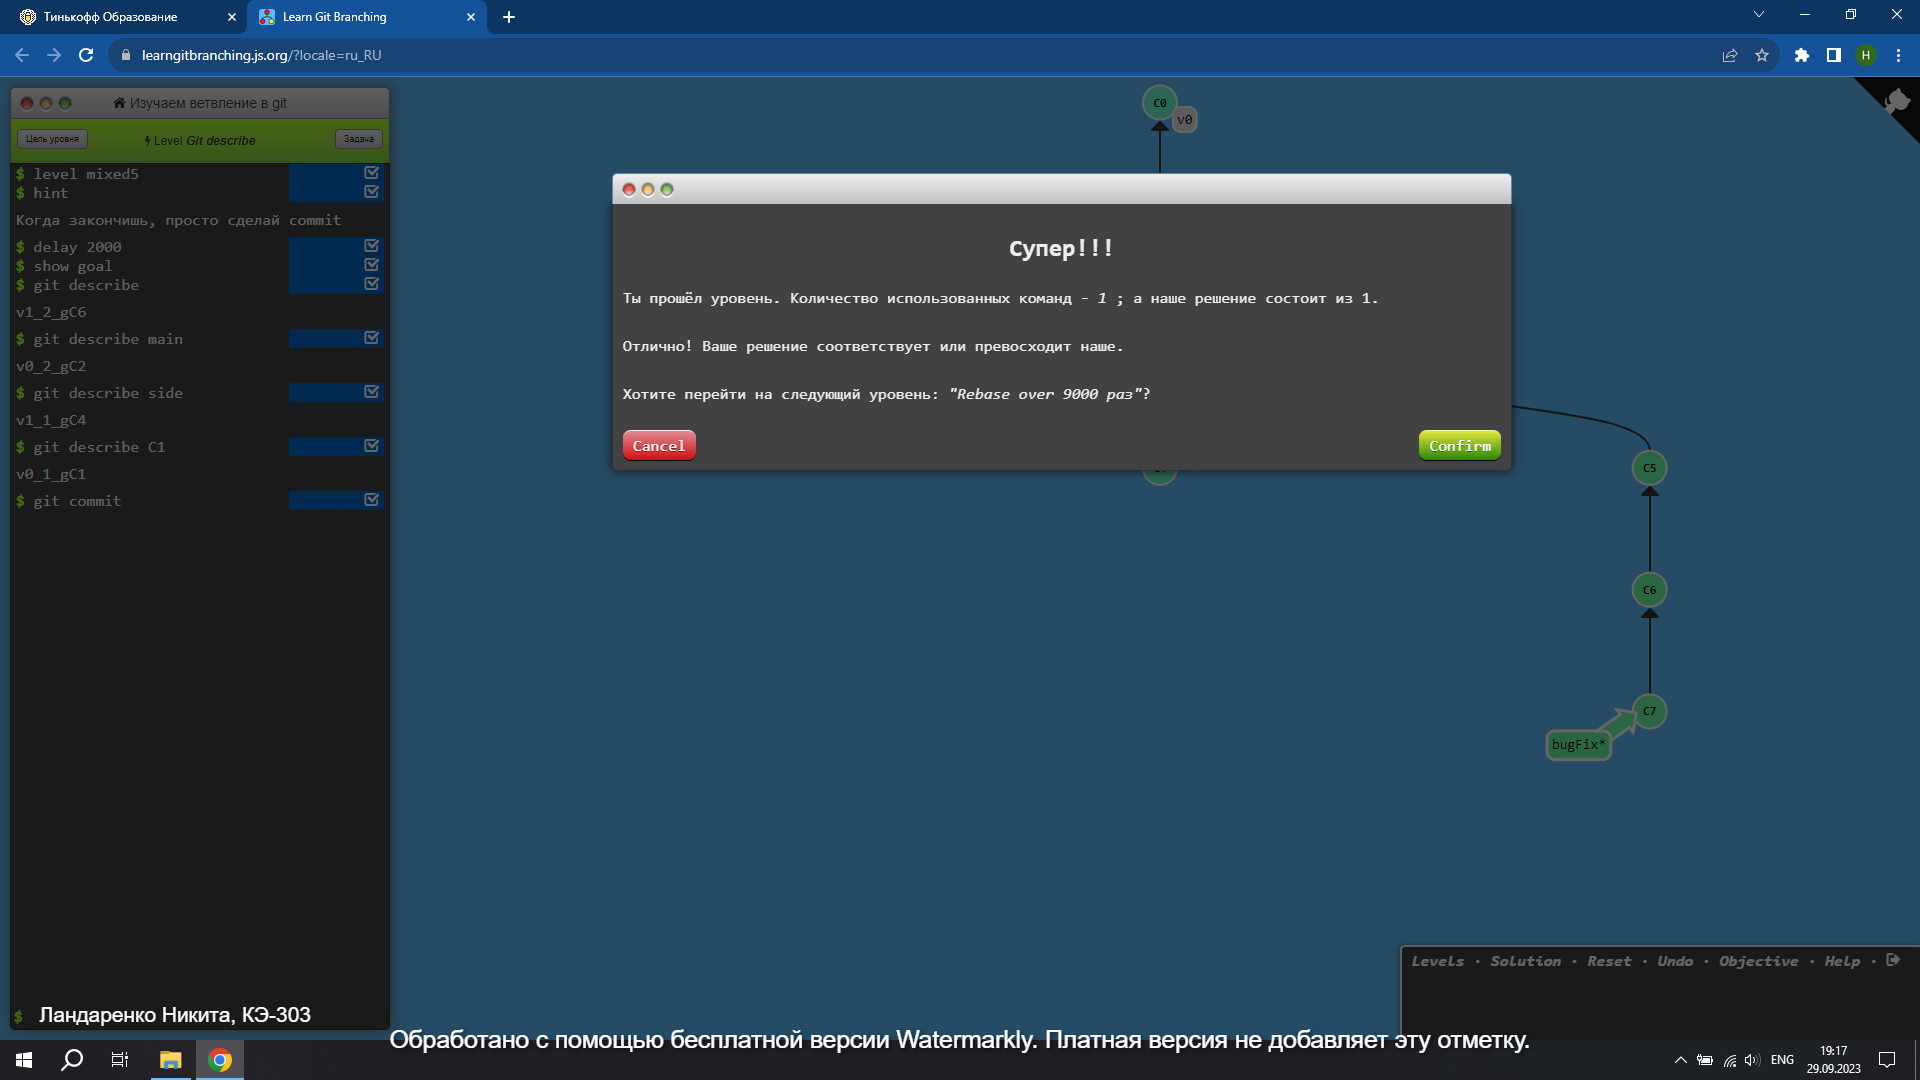 Тинькофф Образование
Learn Git Branching
learngitbranching.js.org/?locale=ru_RU
H
Изучаем ветвление в git
Цель уровня
Level Git describe
Задача
$ level mixed5
$ hint
Когда закончишь, просто сделай commit
$ delay 2000
$ show goal
$ git describe
v1_2_gC6
$ git describe main
v0_2_gC2
$ git describe side
v1_1_gC4
$ git describe C1
v0_1_gC1
$ git commit
$
Ландаренко Никита, КЭ-303
C0
v0
Супер!!!
Ты прошёл уровень. Количество использованных команд - 1 ; а наше решение состоит из 1.
Отлично! Ваше решение соответствует или превосходит наше.
Хотите перейти на следующий уровень: "Rebase over 9000 раз"?
Cancel
Confirm
C5
C6
C7
bugFix*
Levels · Solution · Reset · Undo · Objective · Help ·
Обработано с помощью бесплатной версии Watermarkly. Платная версия не добавляет эту отметку.
ENG
19:17
29.09.2023